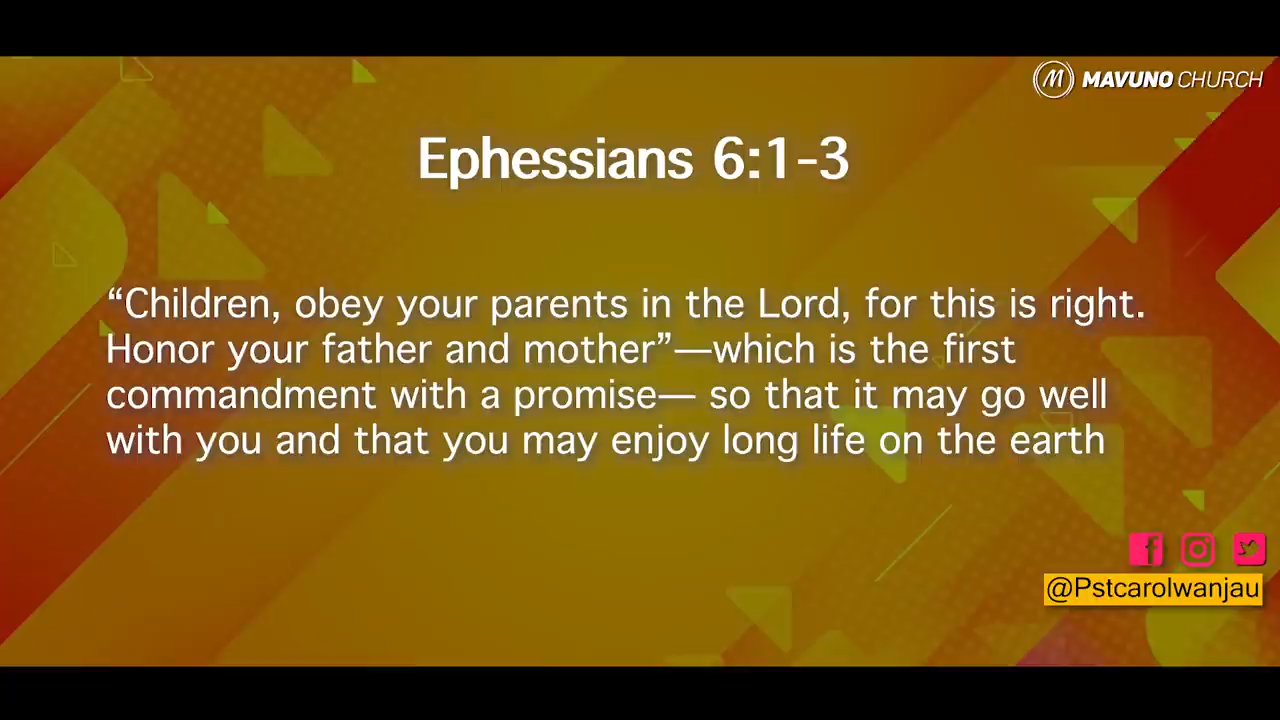 MAVUNO CHURCH
Ephessians 6:1-3
“Children, obey your parents in the Lord, for this is right.
Honor your father and mother”—which is the first
commandment with a promise— so that it may go well
with you and that you may enjoy long life on the earth
@Pstcarolwanjau